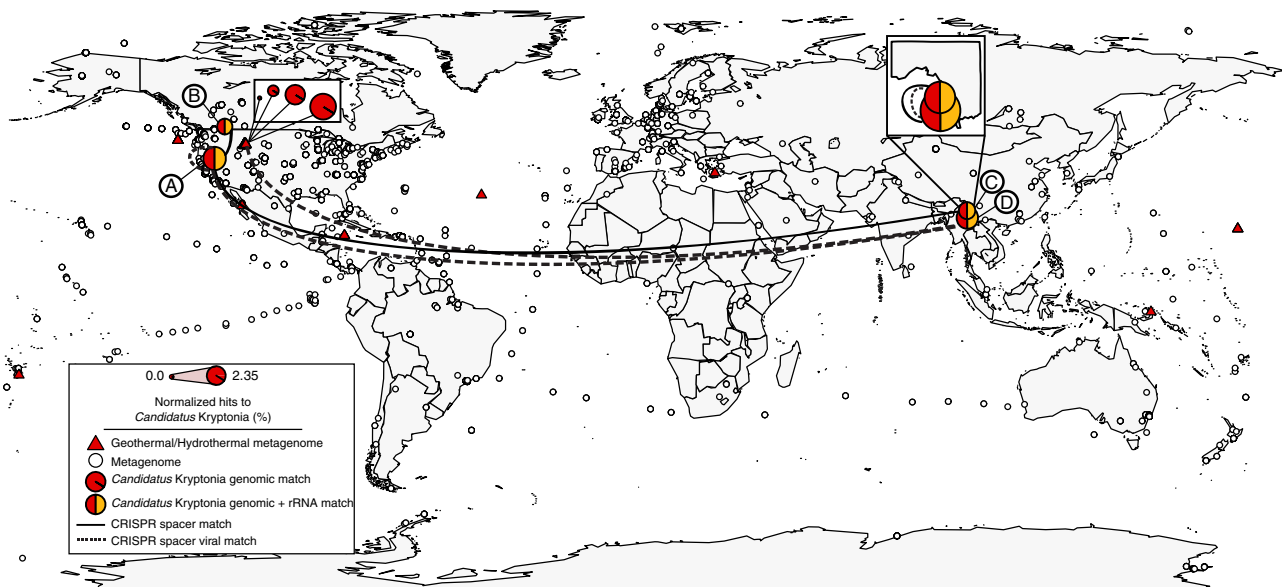 B
A
C
D
0.0 2.35
Normalized hits to
Candidatus Kryptonia (%)
Geothermal/Hydrothermal metagenome
Metagenome
Candidatus Kryptonia genomic match
Candidatus Kryptonia genomic + rRNA match
CRISPR spacer match
CRISPR spacer viral match